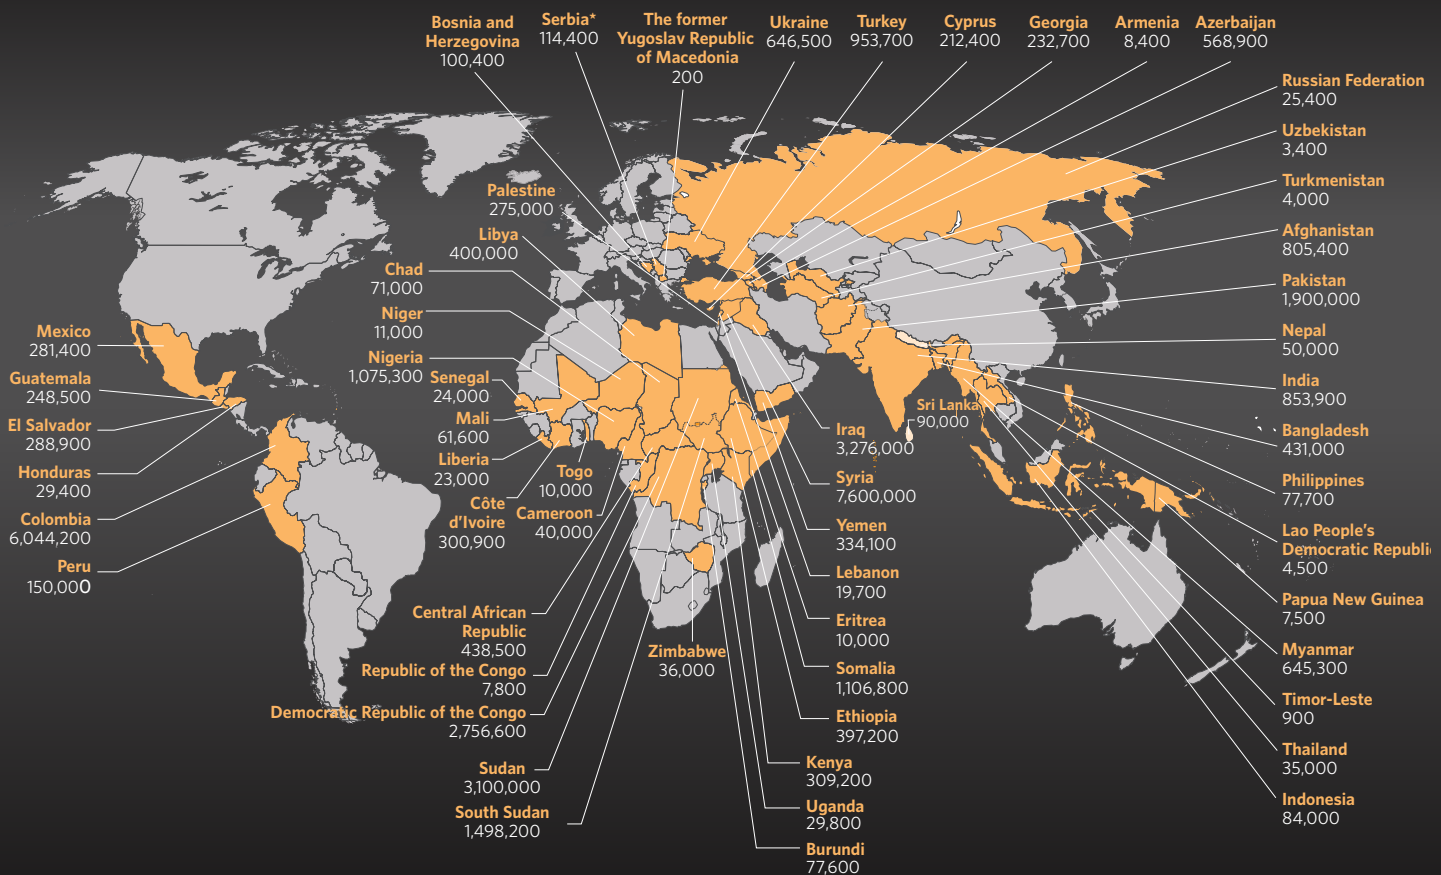 Bosnia and
Herzegovina
100,400
Serbia*
114,400
The former
Yugoslav Republic
of Macedonia
200
Ukraine
646,500
Turkey
953,700
Cyprus
212,400
Georgia
232,700
Armenia
8,400
Azerbaijan
568,900
Russian Federation
25,400
Uzbekistan
3,400
Turkmenistan
4,000
Afghanistan
805,400
Pakistan
1,900,000
Nepal
50,000
India
853,900
Bangladesh
431,000
Philippines
77,700
Lao People's
Democratic Republi
4,500
Papua New Guinea
7,500
Myanmar
645,300
Timor-Leste
900
Thailand
35,000
Indonesia
84,000
Palestine
275,000
Libya
400,000
Chad
71,000
Niger
11,000
Nigeria
1,075,300
Senegal
24,000
Mali
61,600
Liberia
23,000
Togo
10,000
Côte
d'Ivoire
300,900
Cameroon
40,000
Mexico
281,400
Guatemala
248,500
El Salvador
288,900
Honduras
29,400
Colombia
6,044,200
Peru
150,000
Central African
Republic
438,500
Republic of the Congo
7,800
Democratic Republic of the Congo
2,756,600
Sudan
3,100,000
South Sudan
1,498,200
Zimbabwe
36,000
Sri Lanka
90,000
Iraq
3,276,000
Syria
7,600,000
Yemen
334,100
Lebanon
19,700
Eritrea
10,000
Somalia
1,106,800
Ethiopia
397,200
Kenya
309,200
Uganda
29,800
Burundi
77,600